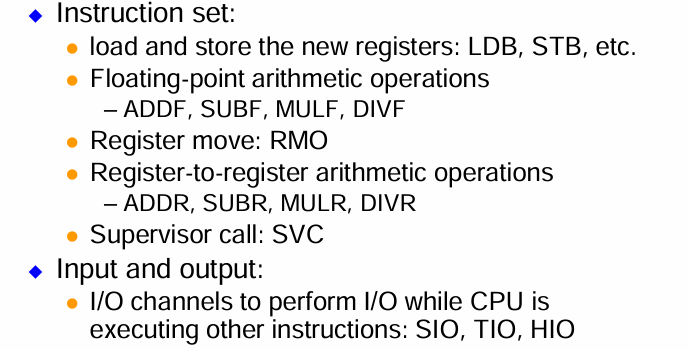 Instruction set:
load and store the new registers: LDB, STB, etc.
Floating-point arithmetic operations
– ADDF, SUBF, MULF, DIVF
Register move: RMO
Register-to-register arithmetic operations
– ADDR, SUBR, MULR, DIVR
Supervisor call: SVC
Input and output:
I/O channels to perform I/O while CPU is
executing other instructions: SIO, TIO, HIO